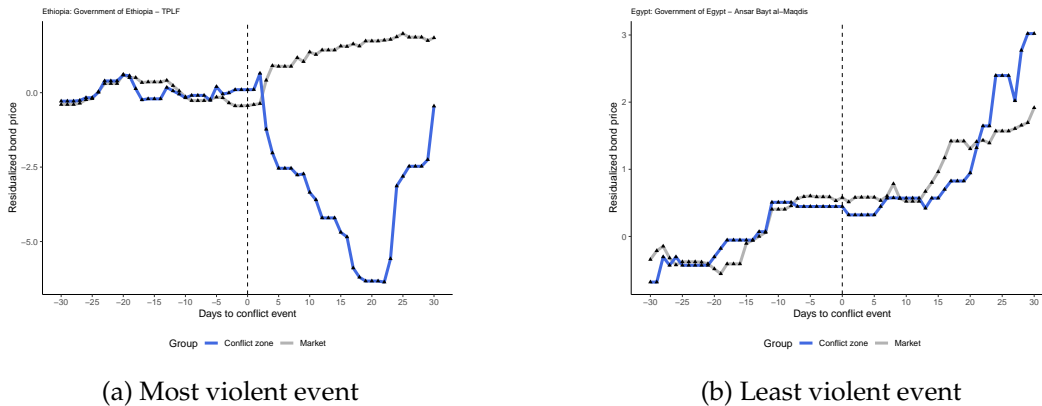 Ethiopia: Government of Ethiopia – TPLF
0.0
−2.5
−5.0
Residualized bond price
−30 −25 −20 −15 −10 −5 0 5 10 15 20 25 30
Days to conflict event
Group Conflict zone Market
(a) Most violent event
Egypt: Government of Egypt – Ansar Bayt al–Maqdis
3
2
1
0
Residualized bond price
−30 −25 −20 −15 −10 −5 0 5 10 15 20 25 30
Days to conflict event
Group Conflict zone Market
(b) Least violent event